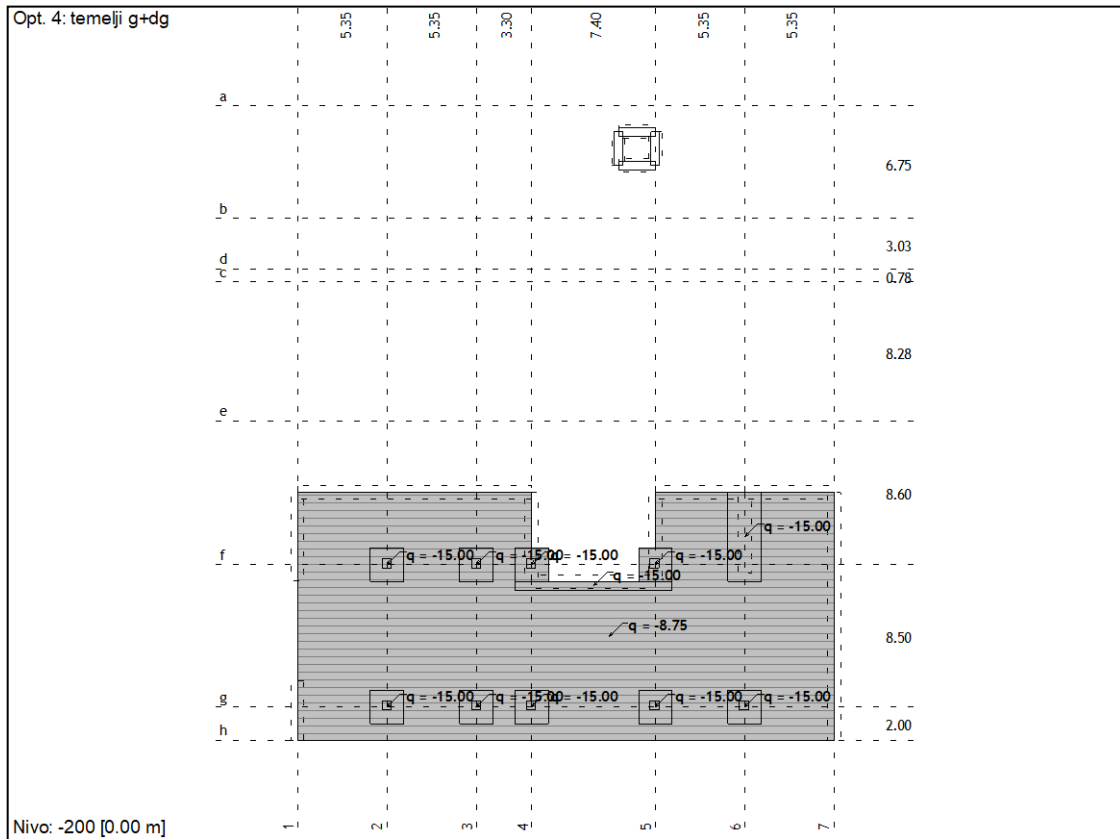 Opt. 4: temelji g+dg
5.35
5.35
3.30
7.40
5.35
5.35
a
6.75
b
3.03
d
c
0.78
8.28
e
8.60
q = -15.00
f
q = -15.00
q = -15.00
q = -15.00
q = -15.00
q = -15.00
q = -8.75
8.50
q = -15.00
q = -15.00
q = -15.00
q = -15.00
q = -15.00
g
2.00
h
Nivo: -200 [0.00 m]
1
2
3
4
5
6
7